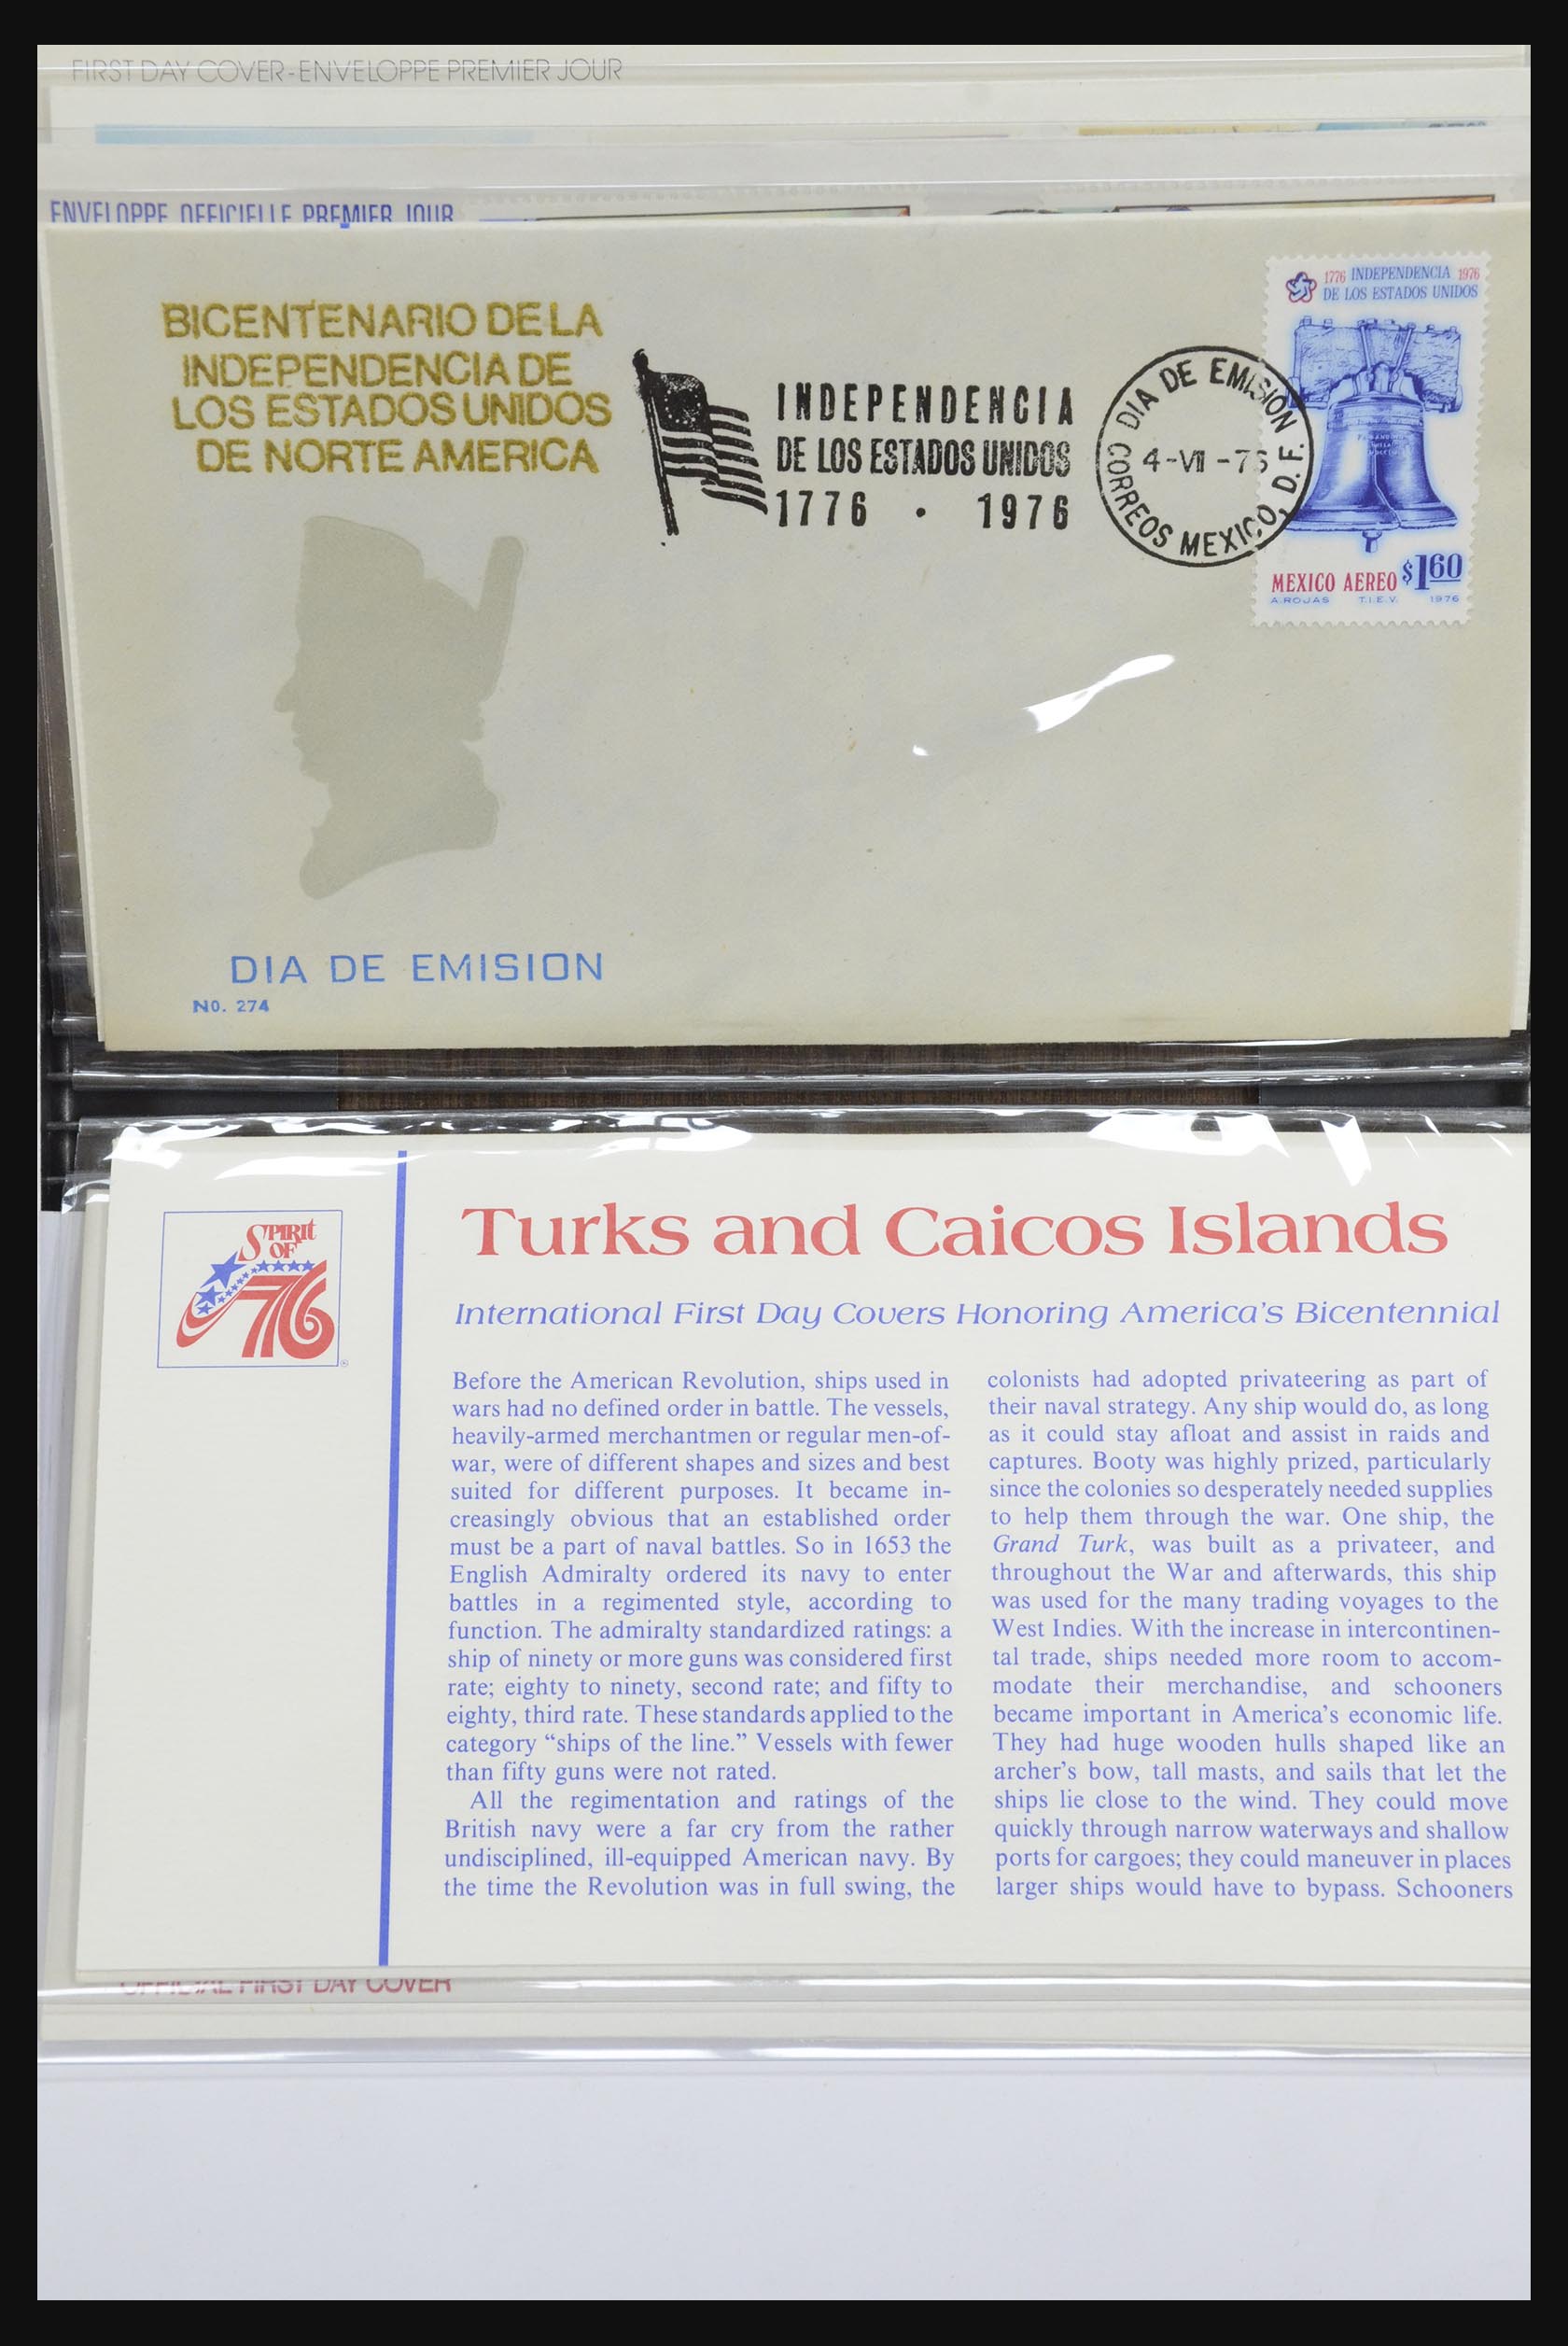 FIRST DAY COVER-ENVELOPPE PREMIER JOUR
ENVELOPPE OFFICIELLE PREMIER JOUR
BICENTENARIO DE LA
INDEPENDENCIA DE
LOS ESTADOS UNIDOS
DE NORTE AMERICA
INDEPENDENCIA
DE LOS ESTADOS UNIDOS
1776 • 1976
DIA DE EMISION
4-VII-76
CORREOS MEXICO, D.F.
1776 INDEPENDENCIA 1976
DE LOS ESTADOS UNIDOS
MEXICO AEREO $1.60
A.ROJAS T.I.E.V. 1976
DIA DE EMISION
NO. 274
SPIRIT
OF
76
®
Turks and Caicos Islands
International First Day Covers Honoring America's Bicentennial
Before the American Revolution, ships used in
wars had no defined order in battle. The vessels,
heavily-armed merchantmen or regular men-of-
war, were of different shapes and sizes and best
suited for different purposes. It became in-
creasingly obvious that an established order
must be a part of naval battles. So in 1653 the
English Admiralty ordered its navy to enter
battles in a regimented style, according to
function. The admiralty standardized ratings: a
ship of ninety or more guns was considered first
rate; eighty to ninety, second rate; and fifty to
eighty, third rate. These standards applied to the
category “ships of the line.” Vessels with fewer
than fifty guns were not rated.
All the regimentation and ratings of the
British navy were a far cry from the rather
undisciplined, ill-equipped American navy. By
the time the Revolution was in full swing, the
colonists had adopted privateering as part of
their naval strategy. Any ship would do, as long
as it could stay afloat and assist in raids and
captures. Booty was highly prized, particularly
since the colonies so desperately needed supplies
to help them through the war. One ship, the
Grand Turk, was built as a privateer, and
throughout the War and afterwards, this ship
was used for the many trading voyages to the
West Indies. With the increase in intercontinen-
tal trade, ships needed more room to accom-
modate their merchandise, and schooners
became important in America's economic life.
They had huge wooden hulls shaped like an
archer's bow, tall masts, and sails that let the
ships lie close to the wind. They could move
quickly through narrow waterways and shallow
ports for cargoes; they could maneuver in places
larger ships would have to bypass. Schooners
OFFICIAL FIRST DAY COVER